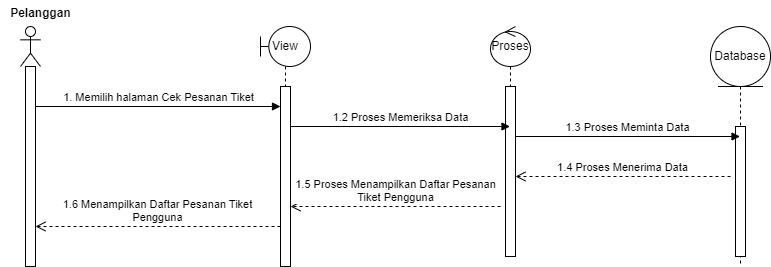 Pelanggan
View
Proses
Database
1. Memilih halaman Cek Pesanan Tiket
1.2 Proses Memeriksa Data
1.3 Proses Meminta Data
1.4 Proses Menerima Data
1.5 Proses Menampilkan Daftar Pesanan
Tiket Pengguna
1.6 Menampilkan Daftar Pesanan Tiket
Pengguna